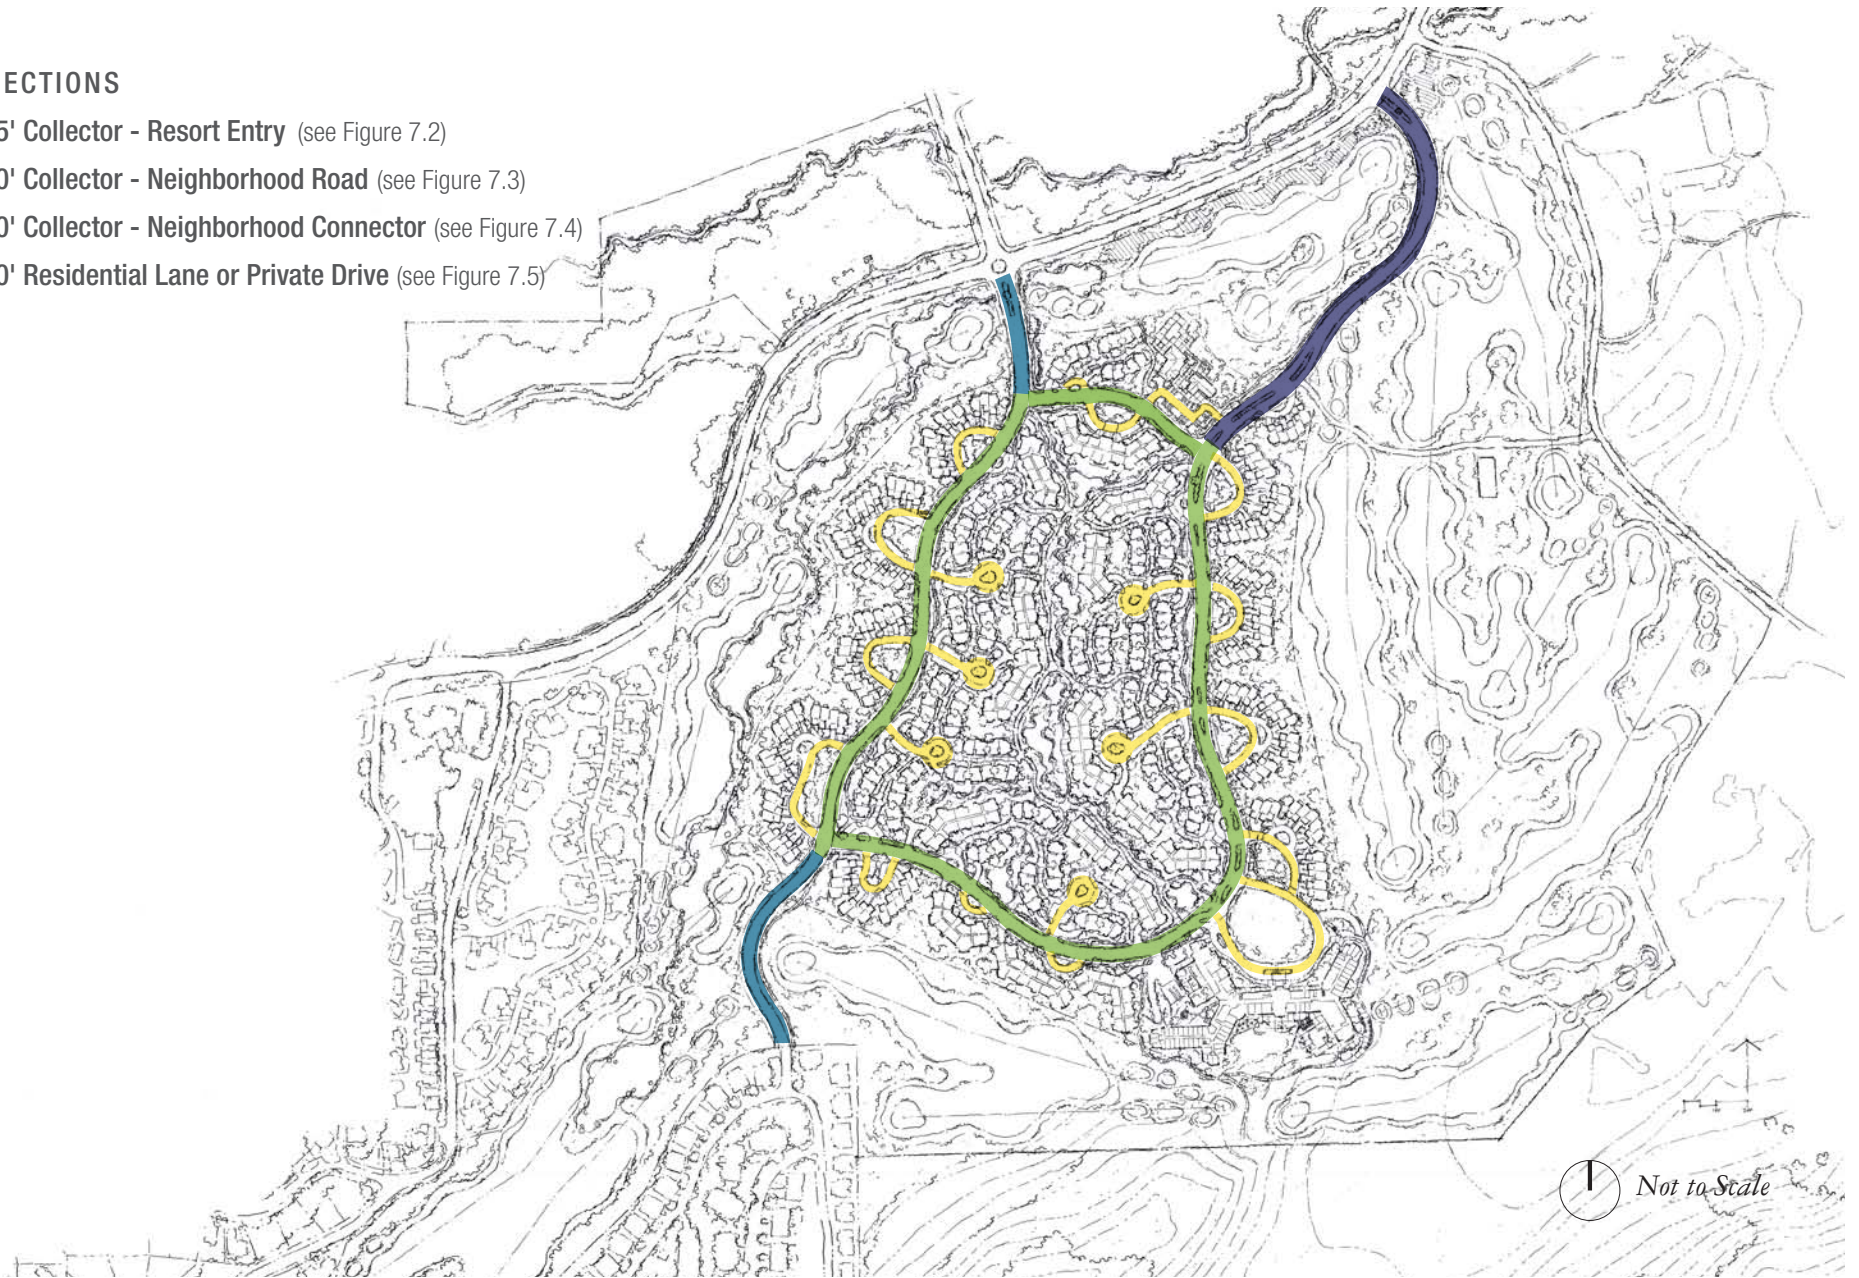 ECTIONS
5' Collector - Resort Entry (see Figure 7.2)
0' Collector - Neighborhood Road (see Figure 7.3)
0' Collector - Neighborhood Connector (see Figure 7.4)
0' Residential Lane or Private Drive (see Figure 7.5)
Not to Scale